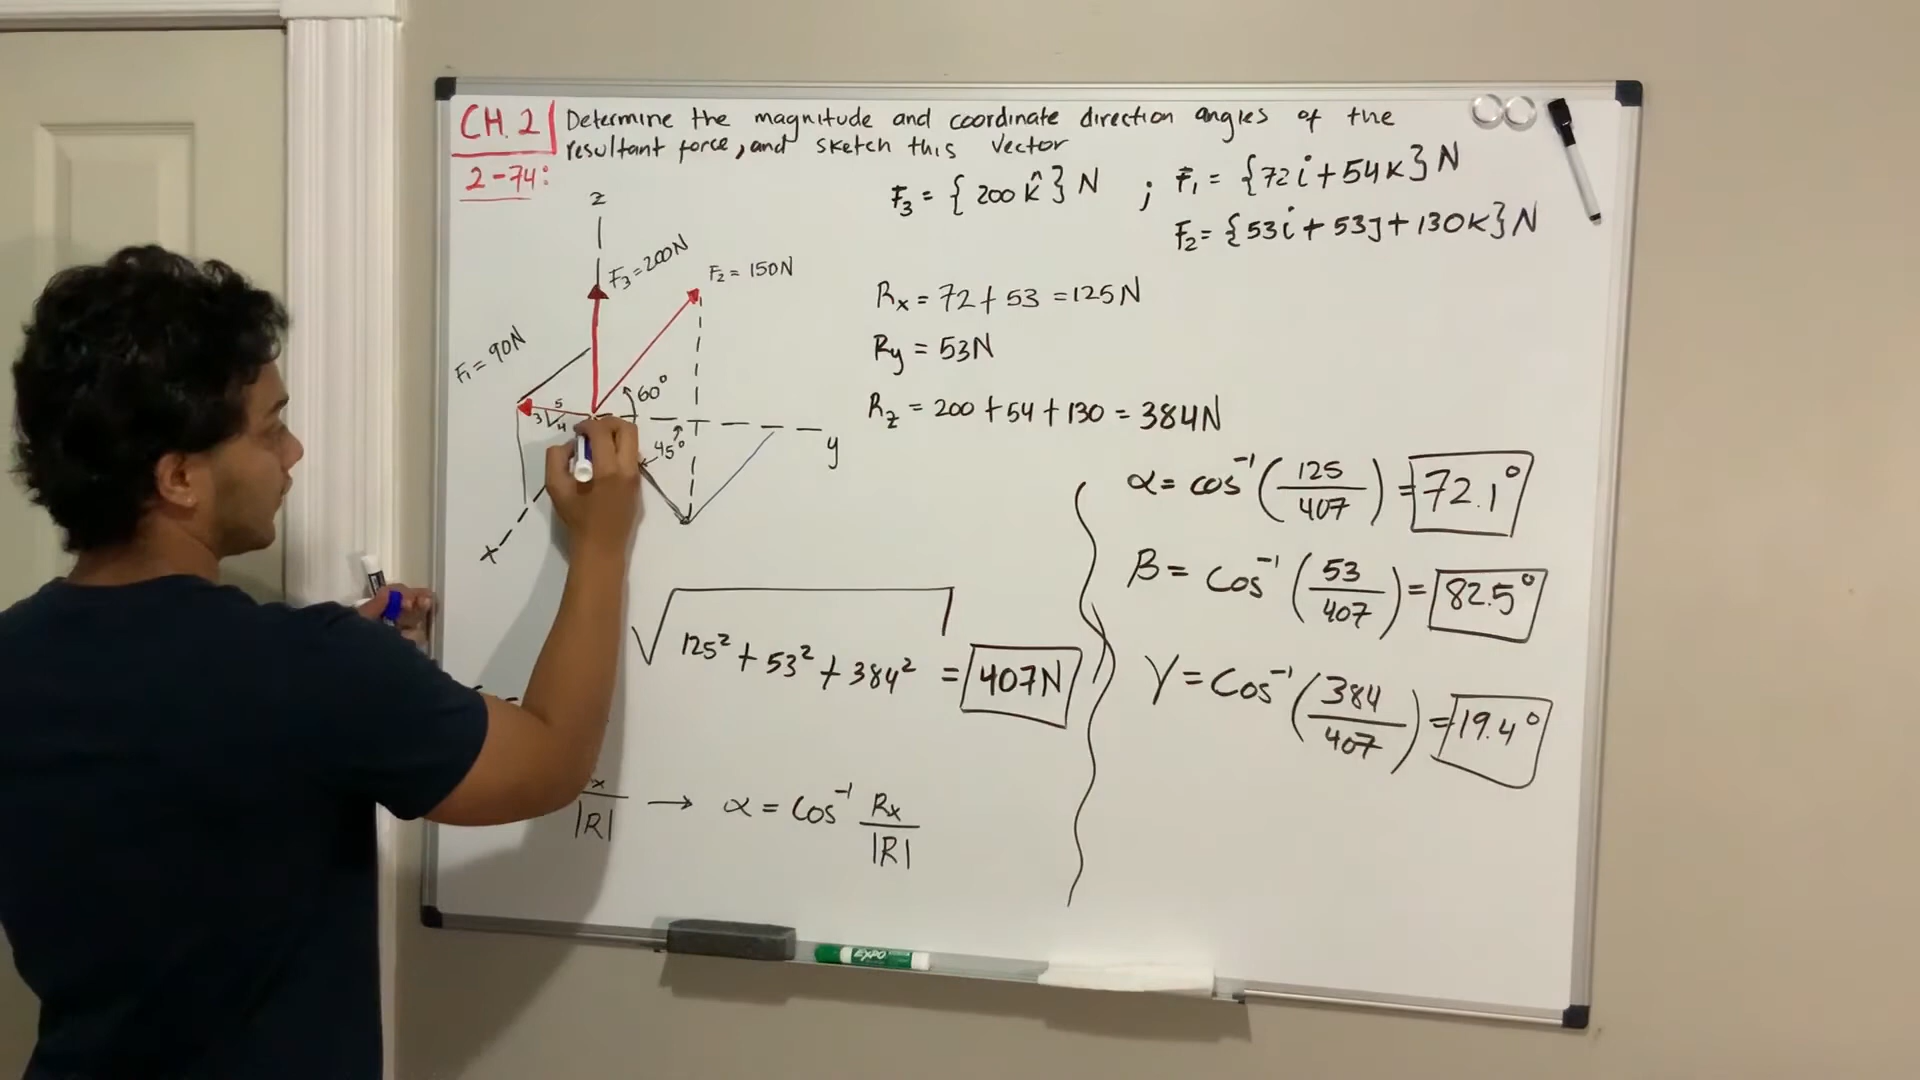 CH. 2
Determine the magnitude and coordinate direction angles of the
resultant force, and sketch this vector
2-74:
F₃ = { 200 k̂ } N ; F₁ = {72i + 54k} N
F₂ = {53i + 53J + 130k} N
z
F₃ = 200N
F₂ = 150N
F₁ = 90N
60°
5
3
4
45°
y
x
Rx = 72 + 53 = 125N
Ry = 53N
Rz = 200 + 54 + 130 = 384N
√125² + 53² + 384² = 407N
|R| → α = cos⁻¹ Rx / |R|
α = cos⁻¹ (125 / 407) = 72.1°
β = cos⁻¹ (53 / 407) = 82.5°
γ = cos⁻¹ (384 / 407) = 19.4°
EXPO